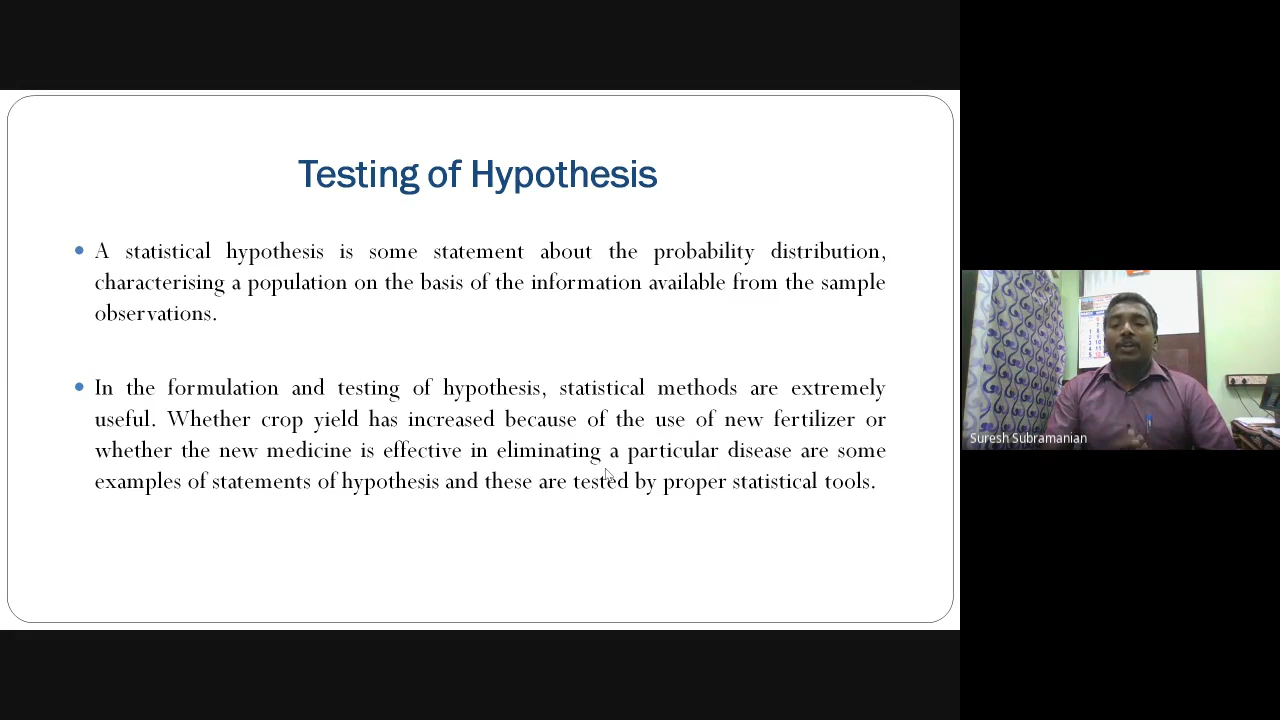 Testing of Hypothesis
• A statistical hypothesis is some statement about the probability distribution,
characterising a population on the basis of the information available from the sample
observations.
• In the formulation and testing of hypothesis, statistical methods are extremely
useful. Whether crop yield has increased because of the use of new fertilizer or
whether the new medicine is effective in eliminating a particular disease are some
examples of statements of hypothesis and these are tested by proper statistical tools.
Suresh Subramanian